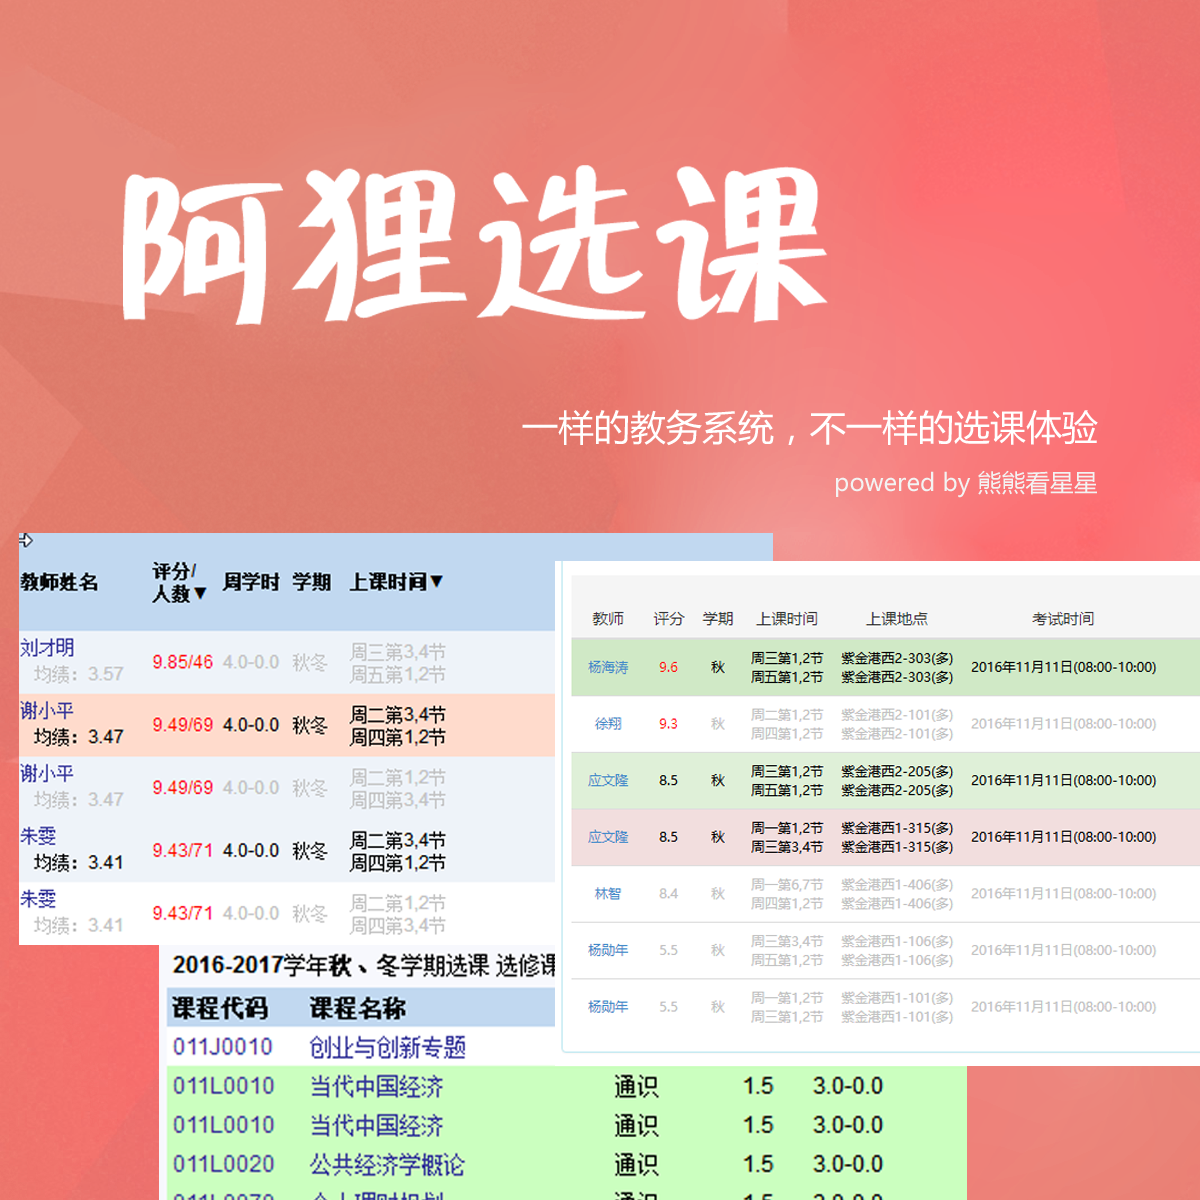 阿狸选课
一样的教务系统，不一样的选课体验
powered by 熊熊看星星
教师姓名 评分/人数▼ 周学时 学期 上课时间▼
刘才明 9.85/46 4.0-0.0 秋冬 周三第3,4节
均绩：3.57 周五第1,2节
谢小平 9.49/69 4.0-0.0 秋冬 周二第3,4节
均绩：3.47 周四第1,2节
谢小平 9.49/69 4.0-0.0 秋冬 周二第1,2节
均绩：3.47 周四第3,4节
朱雯 9.43/71 4.0-0.0 秋冬 周二第3,4节
均绩：3.41 周四第1,2节
朱雯 9.43/71 4.0-0.0 秋冬 周二第1,2节
均绩：3.41 周四第3,4节
教师 评分 学期 上课时间 上课地点 考试时间
杨海涛 9.6 秋 周三第1,2节 紫金港西2-303(多) 2016年11月11日(08:00-10:00)
周五第1,2节 紫金港西2-303(多)
徐翔 9.3 秋 周二第1,2节 紫金港西2-101(多) 2016年11月11日(08:00-10:00)
周四第1,2节 紫金港西2-101(多)
应文隆 8.5 秋 周三第1,2节 紫金港西2-205(多) 2016年11月11日(08:00-10:00)
周五第1,2节 紫金港西2-205(多)
应文隆 8.5 秋 周一第1,2节 紫金港西1-315(多) 2016年11月11日(08:00-10:00)
周三第3,4节 紫金港西1-315(多)
林智 8.4 秋 周一第6,7节 紫金港西1-406(多) 2016年11月11日(08:00-10:00)
周四第1,2节 紫金港西1-406(多)
杨勋年 5.5 秋 周三第3,4节 紫金港西1-106(多) 2016年11月11日(08:00-10:00)
周五第1,2节 紫金港西1-106(多)
杨勋年 5.5 秋 周一第1,2节 紫金港西1-101(多) 2016年11月11日(08:00-10:00)
周三第1,2节 紫金港西1-101(多)
2016-2017学年秋、冬学期选课 选修课
课程代码 课程名称
011J0010 创业与创新专题
011L0010 当代中国经济 通识 1.5 3.0-0.0
011L0010 当代中国经济 通识 1.5 3.0-0.0
011L0020 公共经济学概论 通识 1.5 3.0-0.0